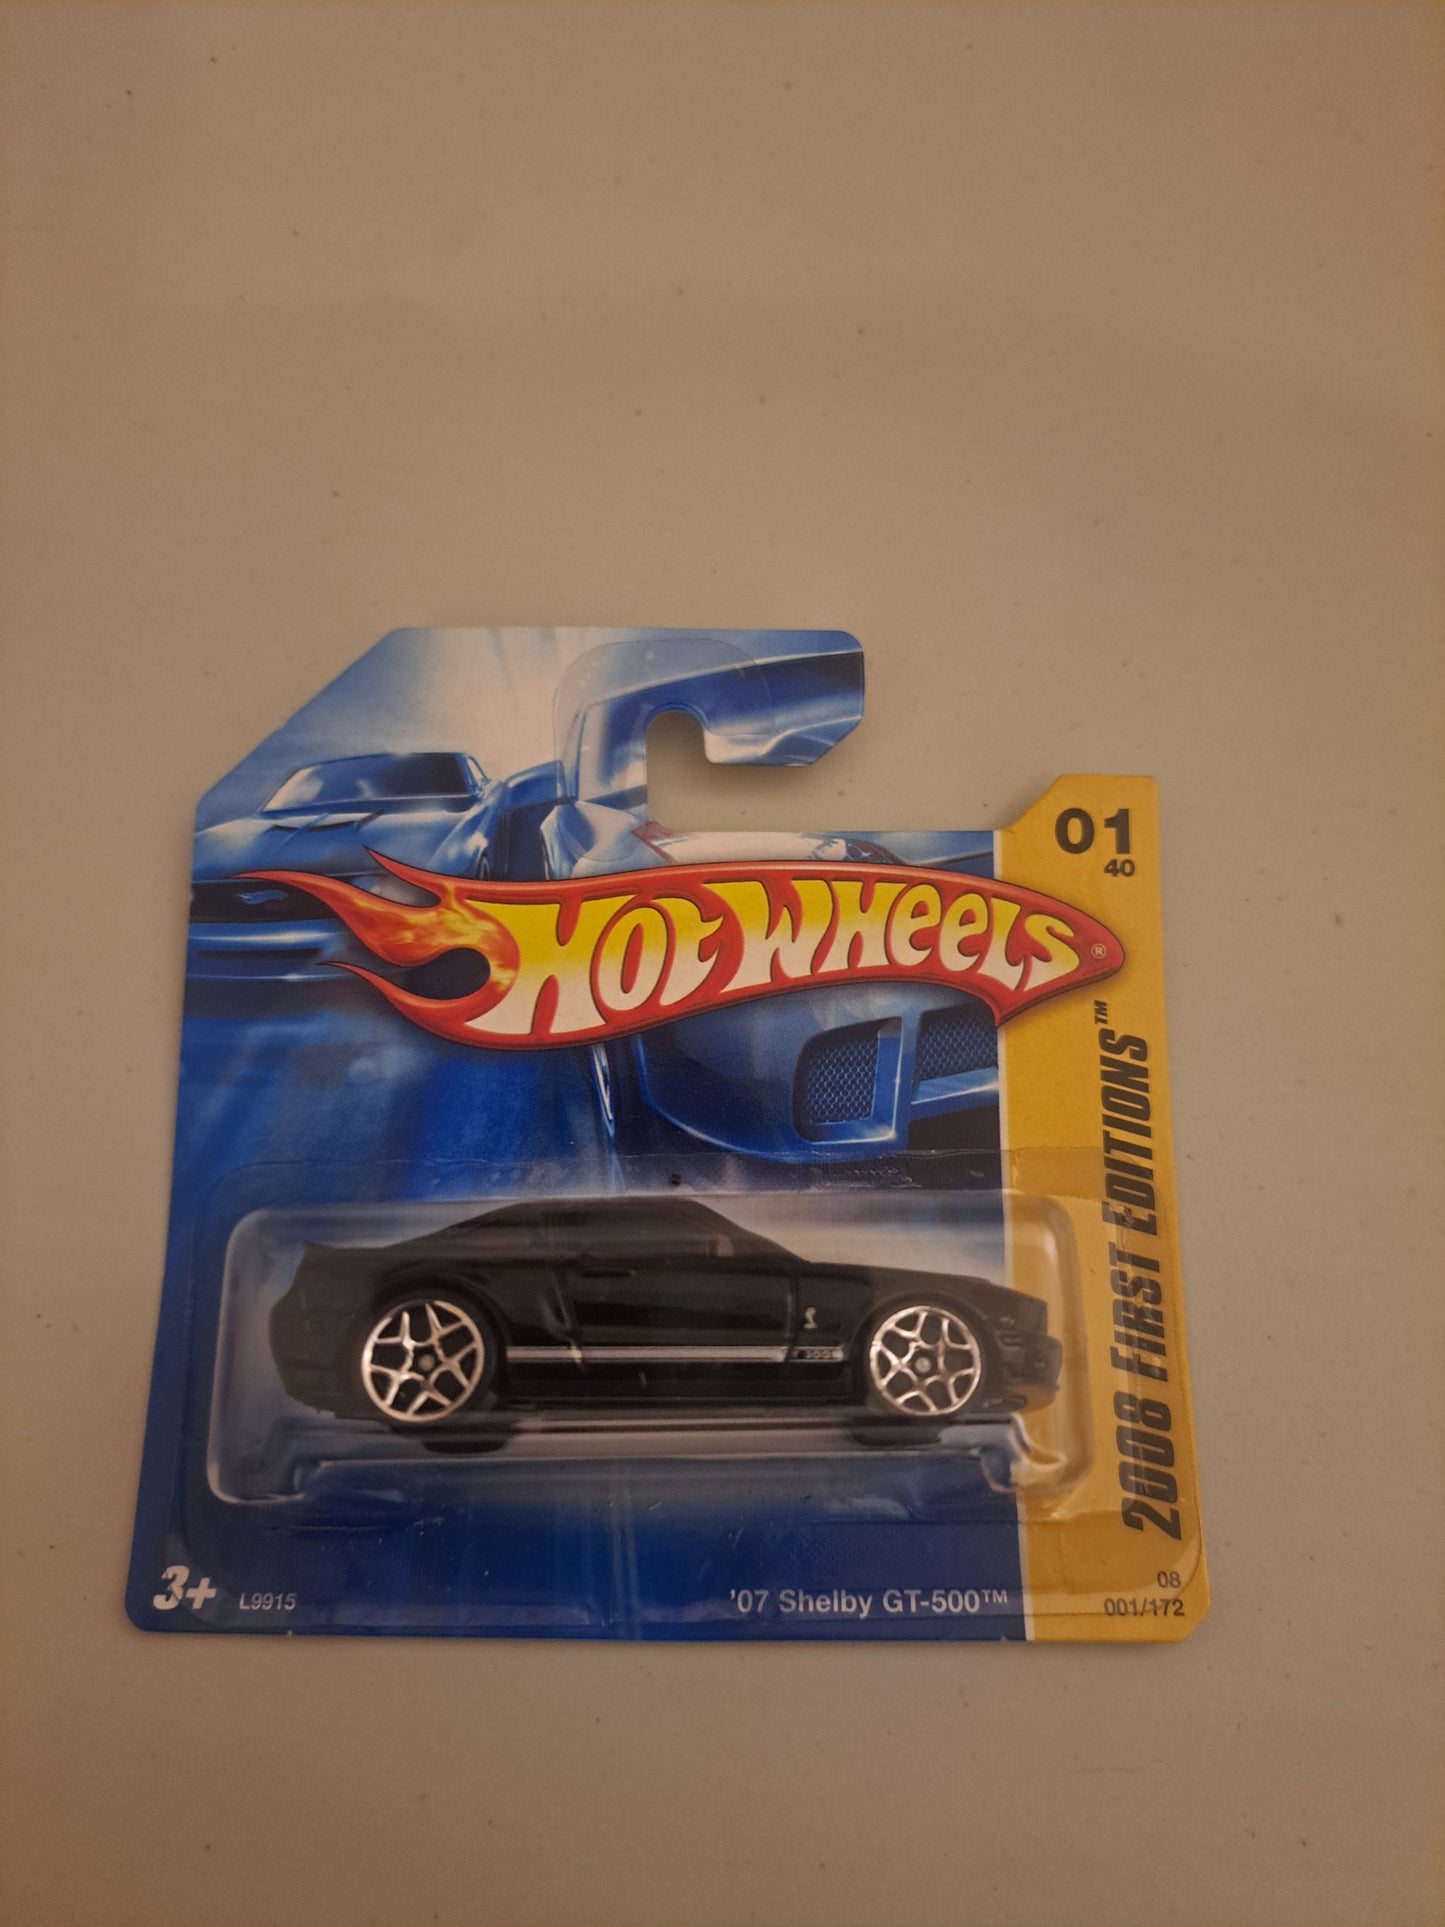 01
40
HOT WHEELS®
2008 FIRST EDITIONS™
3+
L9915
'07 Shelby GT-500™
08
001/172